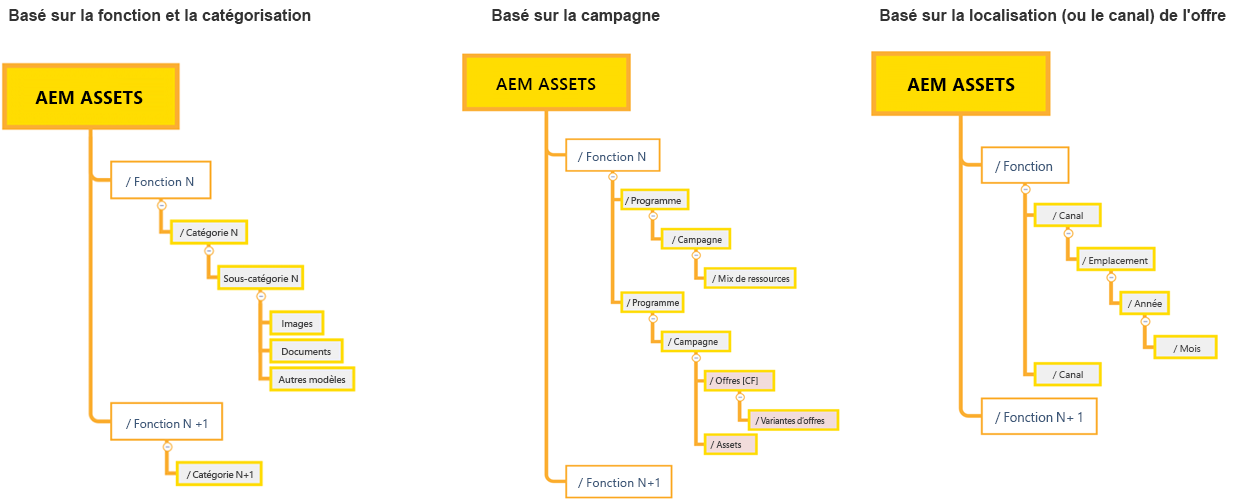 Basé sur la fonction et la catégorisation
AEM ASSETS
/ Fonction N
/ Catégorie N
Sous-catégorie N
Images
Documents
Autres modèles
/ Fonction N +1
/ Catégorie N+1
Basé sur la campagne
AEM ASSETS
/ Fonction N
/ Programme
/ Campagne
/ Mix de ressources
/ Programme
/ Campagne
/ Offres [CF]
/ Variantes d'offres
/ Assets
/ Fonction N+1
Basé sur la localisation (ou le canal) de l'offre
AEM ASSETS
/ Fonction
/ Canal
/ Emplacement
/ Année
/ Mois
/ Canal
/ Fonction N+ 1